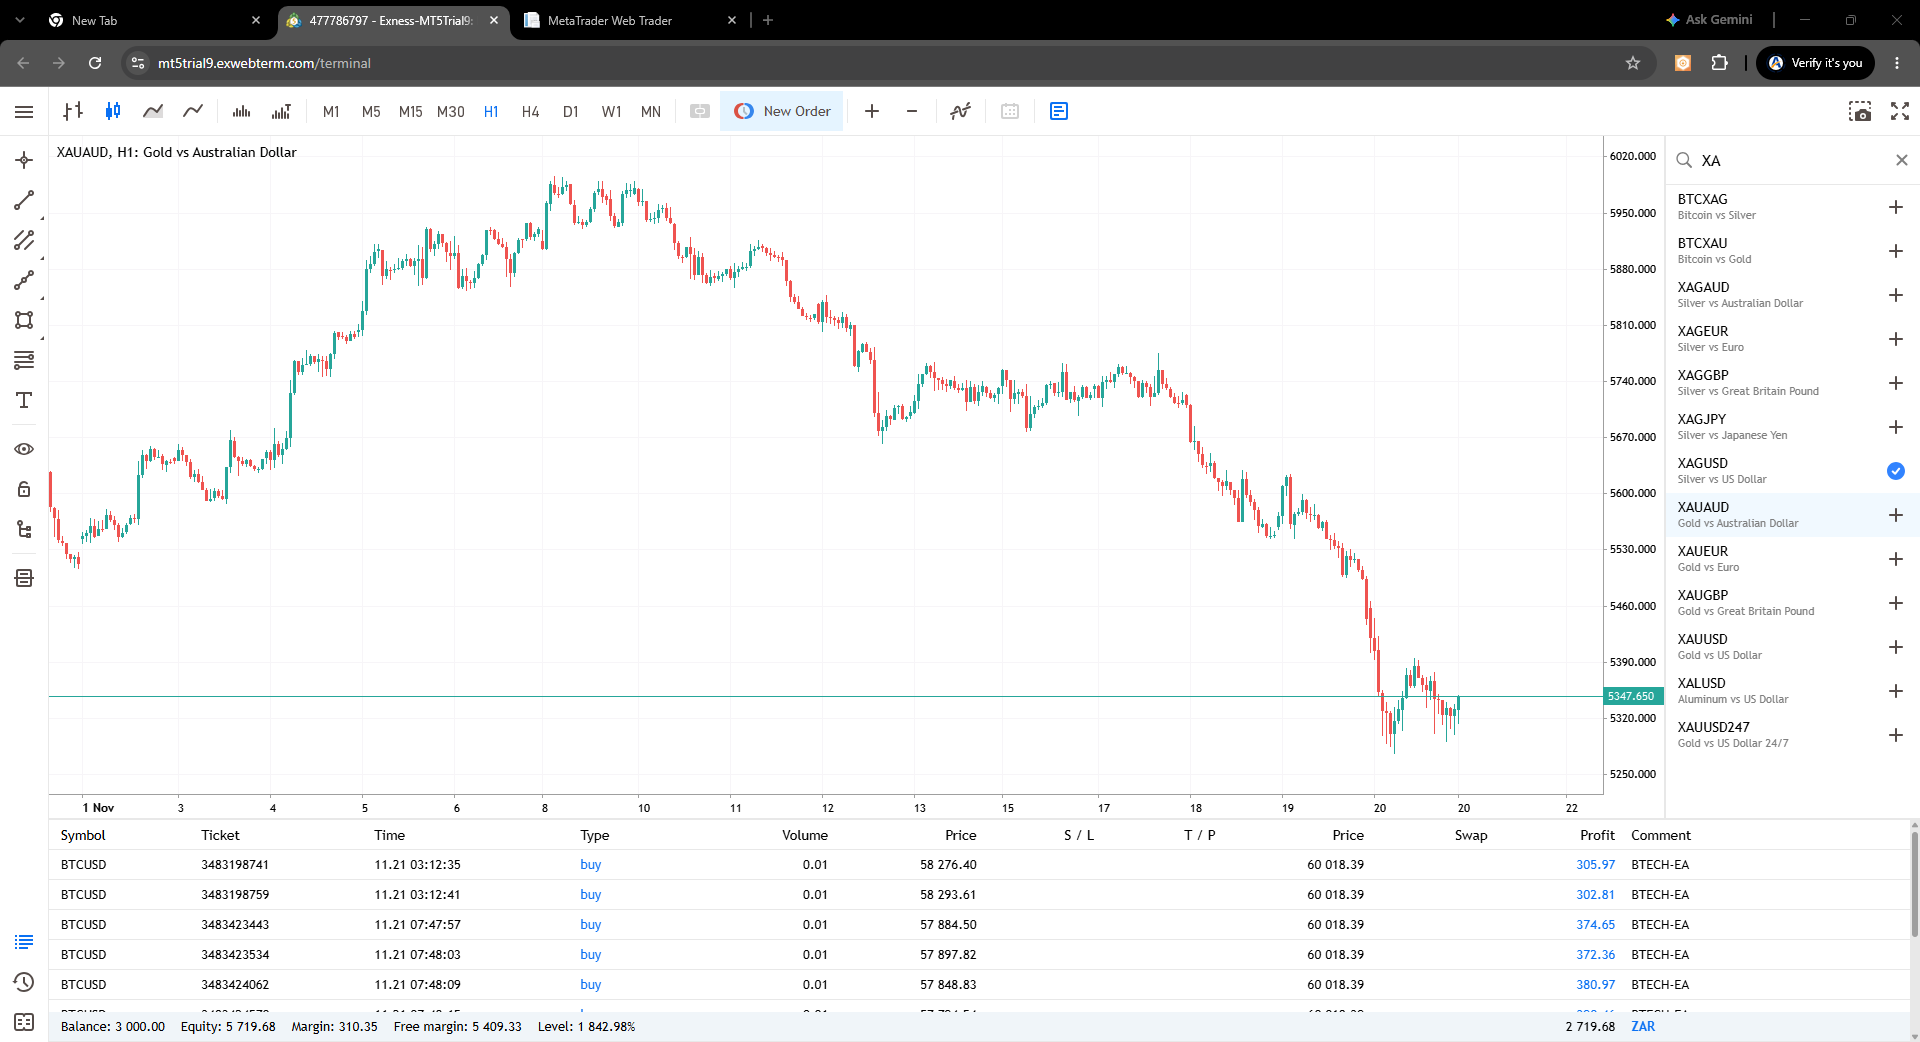 New Tab
477786797 - Exness-MT5Trial9:
MetaTrader Web Trader
Ask Gemini
mt5trial9.exwebterm.com/terminal
Verify it's you
M1 M5 M15 M30 H1 H4 D1 W1 MN New Order
XAUAUD, H1: Gold vs Australian Dollar
6020.000
5950.000
5880.000
5810.000
5740.000
5670.000
5600.000
5530.000
5460.000
5390.000
5347.650
5320.000
5250.000
1 Nov 3 4 5 6 8 10 11 12 13 15 17 18 19 20 20 22
XA
BTCXAG
Bitcoin vs Silver
BTCXAU
Bitcoin vs Gold
XAGAUD
Silver vs Australian Dollar
XAGEUR
Silver vs Euro
XAGGBP
Silver vs Great Britain Pound
XAGJPY
Silver vs Japanese Yen
XAGUSD
Silver vs US Dollar
XAUAUD
Gold vs Australian Dollar
XAUEUR
Gold vs Euro
XAUGBP
Gold vs Great Britain Pound
XAUUSD
Gold vs US Dollar
XALUSD
Aluminum vs US Dollar
XAUUSD247
Gold vs US Dollar 24/7
Symbol Ticket Time Type Volume Price S / L T / P Price Swap Profit Comment
BTCUSD 3483198741 11.21 03:12:35 buy 0.01 58 276.40 60 018.39 305.97 BTECH-EA
BTCUSD 3483198759 11.21 03:12:41 buy 0.01 58 293.61 60 018.39 302.81 BTECH-EA
BTCUSD 3483423443 11.21 07:47:57 buy 0.01 57 884.50 60 018.39 374.65 BTECH-EA
BTCUSD 3483423534 11.21 07:48:03 buy 0.01 57 897.82 60 018.39 372.36 BTECH-EA
BTCUSD 3483424062 11.21 07:48:09 buy 0.01 57 848.83 60 018.39 380.97 BTECH-EA
Balance: 3 000.00 Equity: 5 719.68 Margin: 310.35 Free margin: 5 409.33 Level: 1 842.98% 2 719.68 ZAR